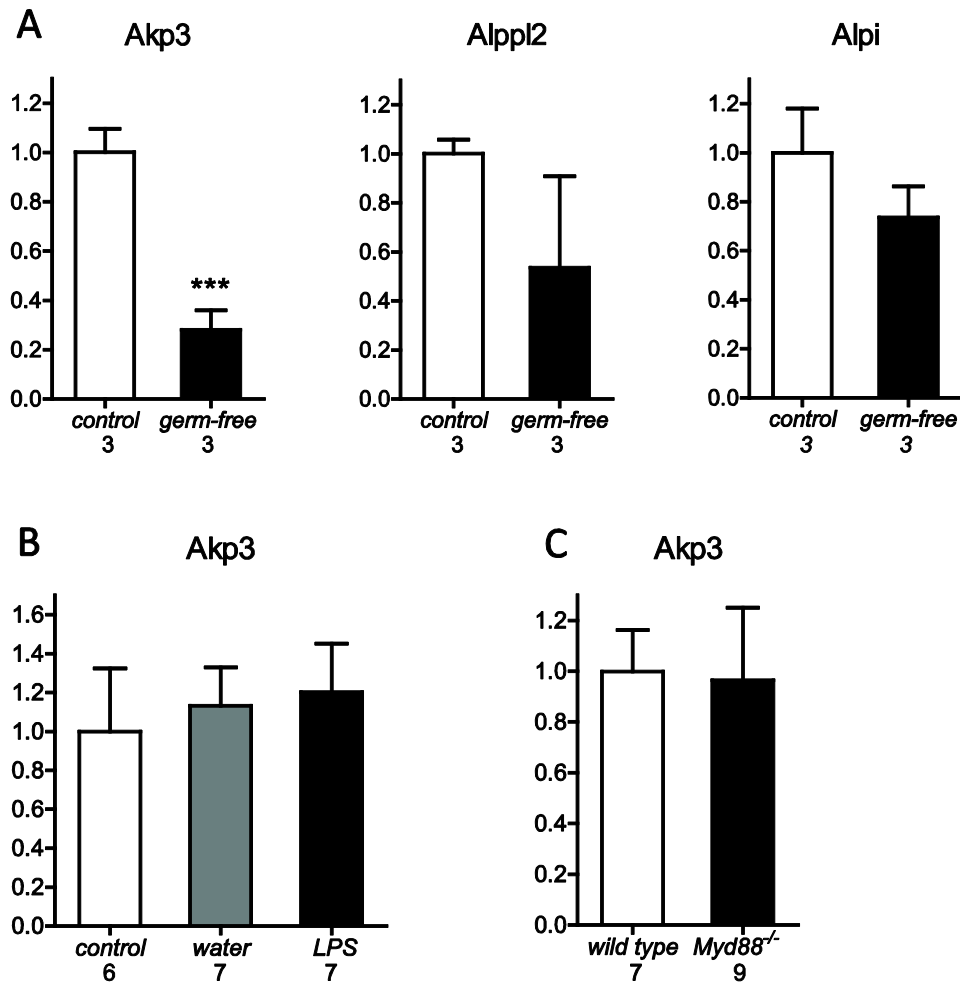 A
Akp3 Alppl2 Alpi
1.2 1.2 1.2
1.0 1.0 1.0
0.8 0.8 0.8
*** 
0.6 0.6 0.6
0.4 0.4 0.4
0.2 0.2 0.2
0.0 0.0 0.0
control germ-free control germ-free control germ-free
3 3 3 3 3 3
B C
Akp3 Akp3
1.6
1.4
1.2
1.0
0.8
0.6
0.4
0.2
0.0
control water LPS
6 7 7
1.2
1.0
0.8
0.6
0.4
0.2
0.0
wild type Myd88-/-
7 9